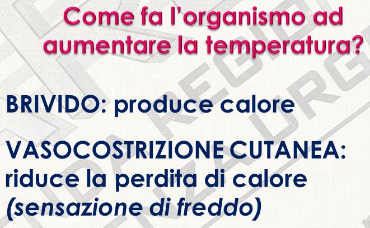 Come fa l'organismo ad
aumentare la temperatura?
BRIVIDO: produce calore
VASOCOSTRIZIONE CUTANEA:
riduce la perdita di calore
(sensazione di freddo)